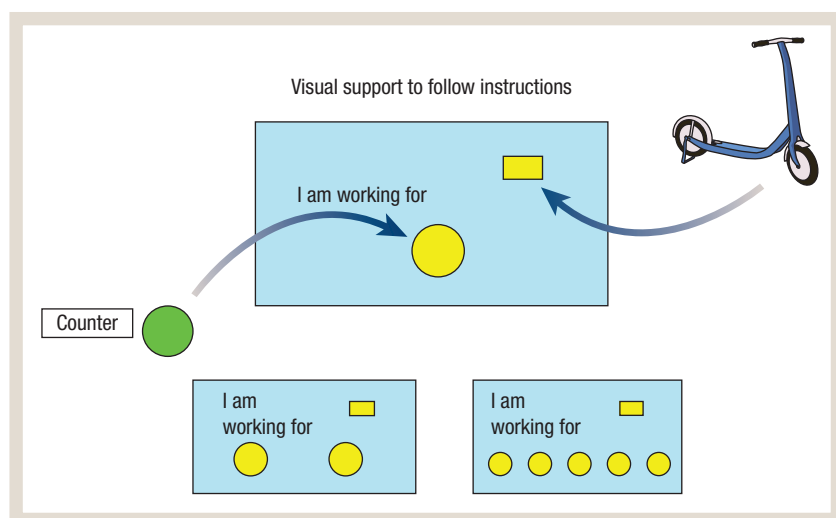 Visual support to follow instructions
I am working for
Counter
I am
working for
I am
working for